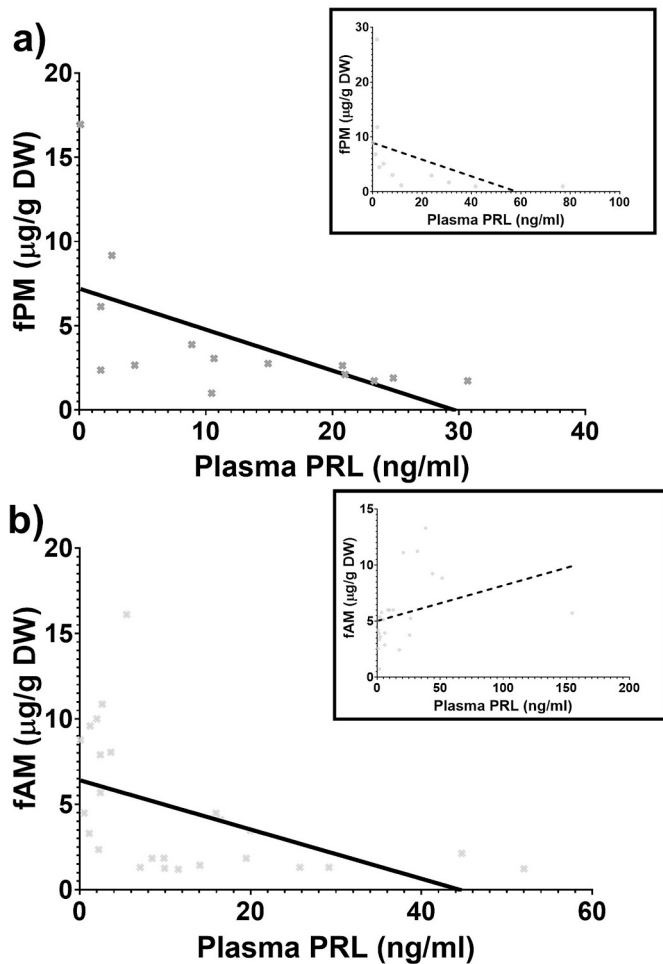 a)
fPM (µg/g DW)
20
15
10
5
0
0 10 20 30 40
Plasma PRL (ng/ml)
fPM (µg/g DW)
30
20
10
0
0 20 40 60 80 100
Plasma PRL (ng/ml)
b)
fAM (µg/g DW)
20
15
10
5
0
0 20 40 60
Plasma PRL (ng/ml)
fAM (µg/g DW)
15
10
5
0
0 50 100 150 200
Plasma PRL (ng/ml)